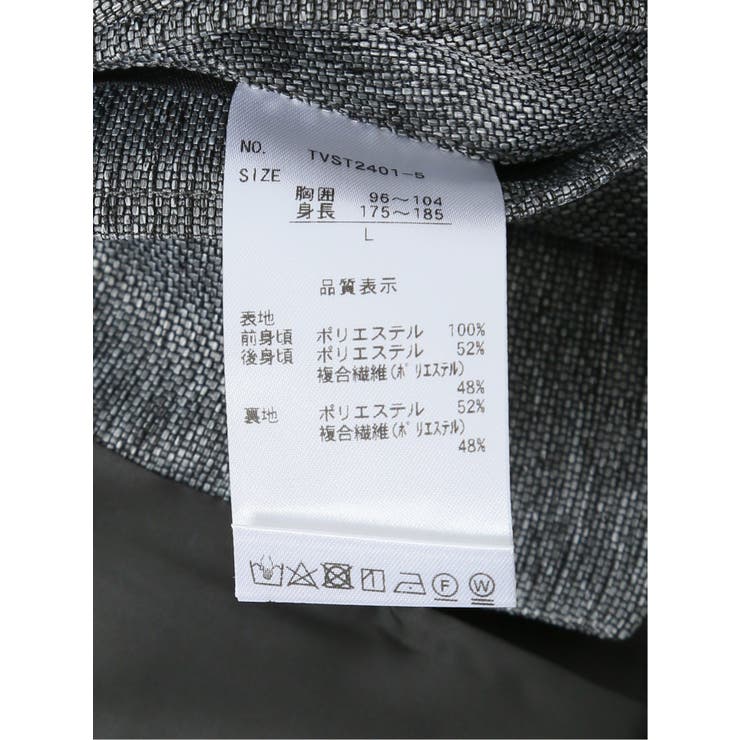 NO. TVST2401-5
SIZE
胸囲 96～104
身長 175～185
L
品質表示
表地
前身頃 ポリエステル 100%
後身頃 ポリエステル 52%
複合繊維(ﾎﾟﾘｴｽﾃﾙ)
48%
裏地 ポリエステル 52%
複合繊維(ﾎﾟﾘｴｽﾃﾙ)
48%
F W